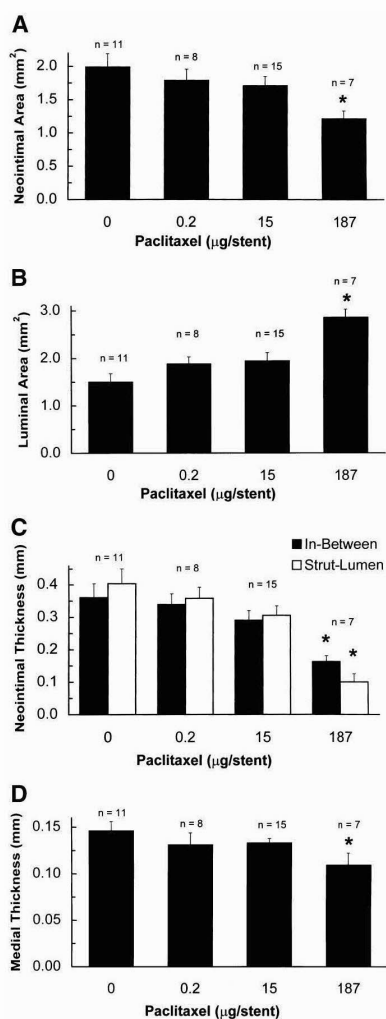 A
Neointimal Area (mm²)
2.0
1.5
1.0
0.5
0.0
n = 11
n = 8
n = 15
n = 7
*
0 0.2 15 187
Paclitaxel (µg/stent)
B
Luminal Area (mm²)
3.0
2.0
1.0
0.0
n = 11
n = 8
n = 15
n = 7
*
0 0.2 15 187
Paclitaxel (µg/stent)
C
Neointimal Thickness (mm)
0.4
0.3
0.2
0.1
0.0
In-Between
Strut-Lumen
n = 11
n = 8
n = 15
n = 7
* *
0 0.2 15 187
Paclitaxel (µg/stent)
D
Medial Thickness (mm)
0.15
0.10
0.05
0.00
n = 11
n = 8
n = 15
n = 7
*
0 0.2 15 187
Paclitaxel (µg/stent)